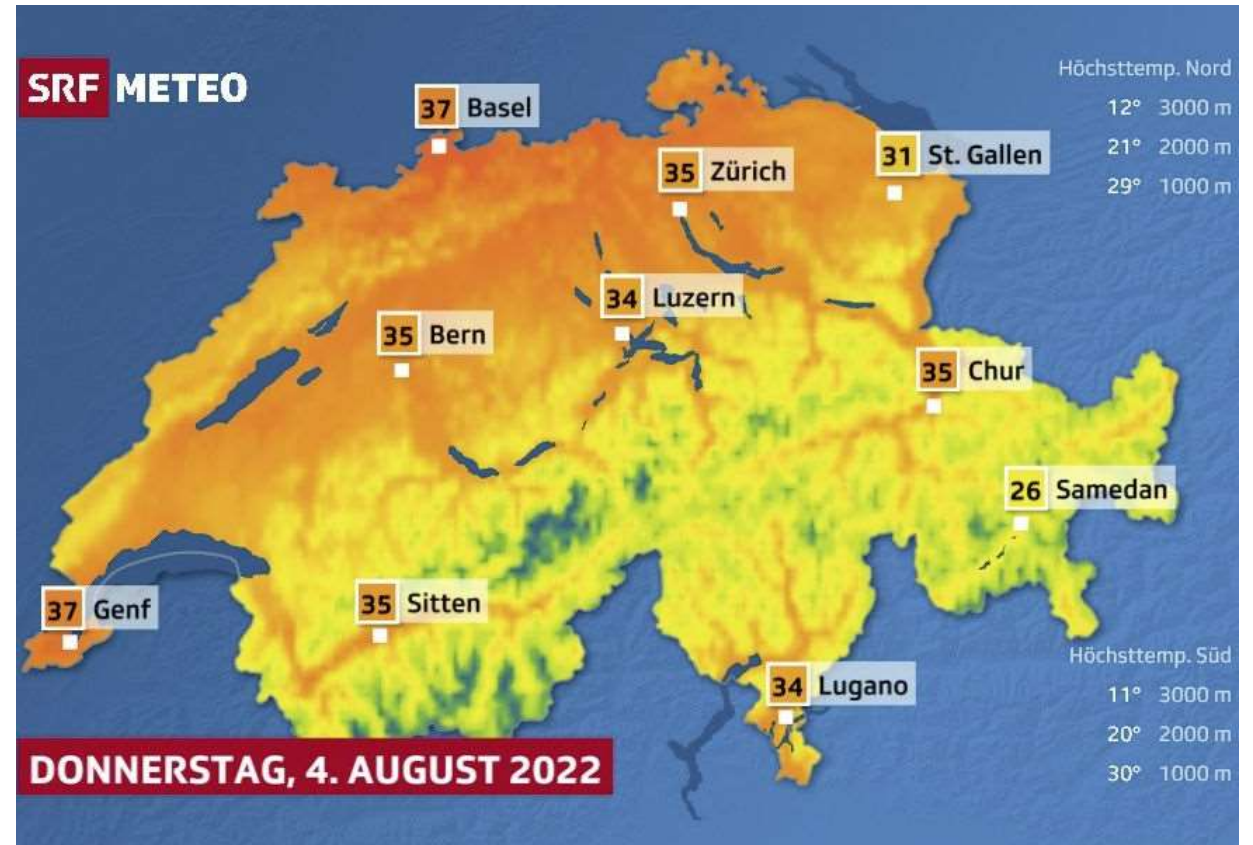 SRF METEO
Höchsttemp. Nord
12° 3000 m
21° 2000 m
29° 1000 m
37 Basel
35 Zürich
31 St. Gallen
34 Luzern
35 Bern
35 Chur
26 Samedan
37 Genf
35 Sitten
34 Lugano
Höchsttemp. Süd
11° 3000 m
20° 2000 m
30° 1000 m
DONNERSTAG, 4. AUGUST 2022